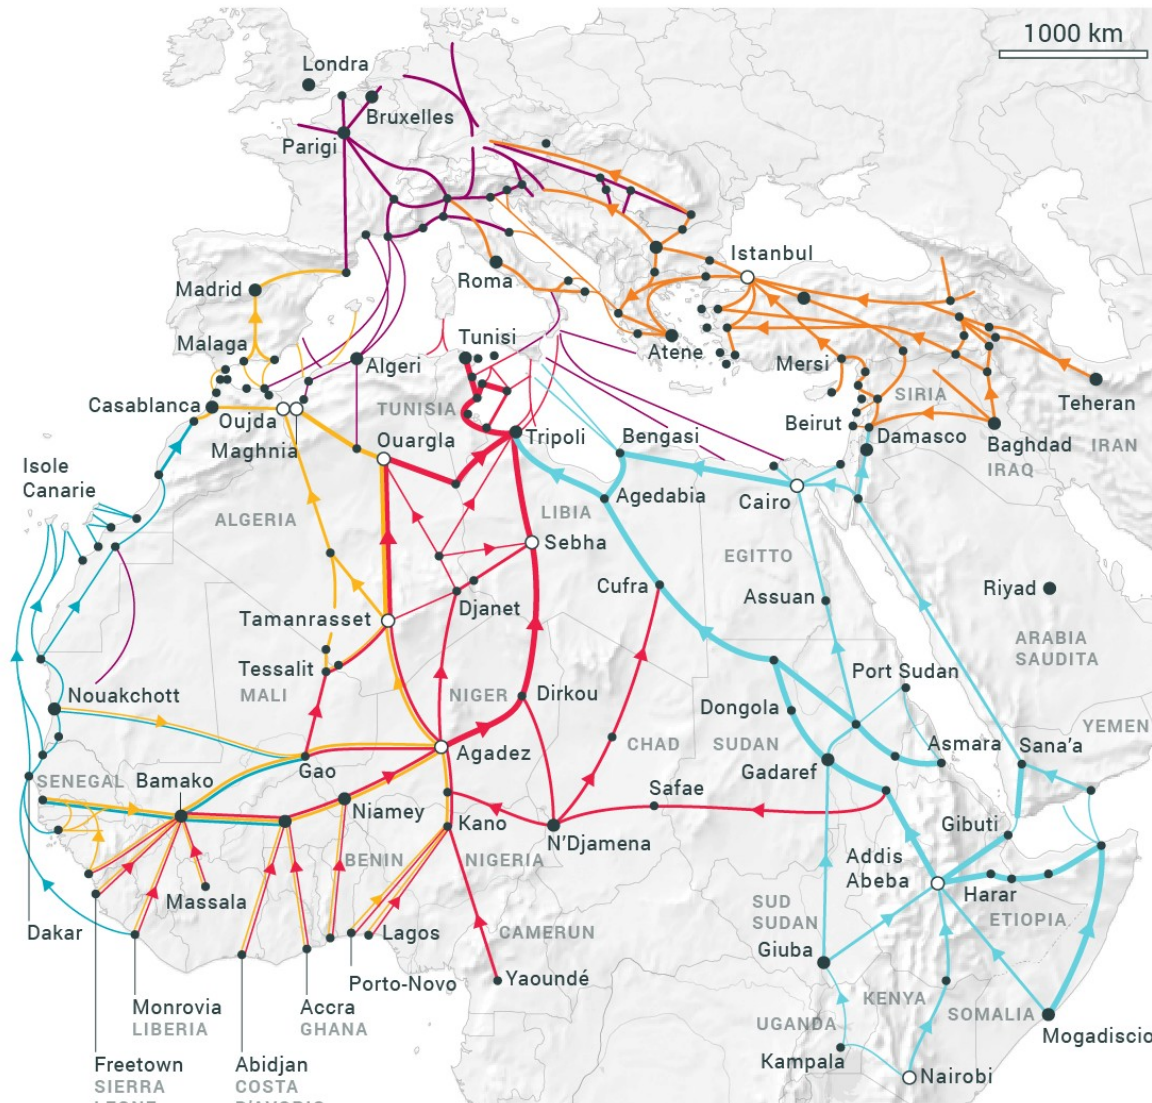 1000 km
Londra
Bruxelles
Parigi
Istanbul
Roma
Madrid
Tunisi
Malaga
Atene
Mersi
Algeri
SIRIA
Teheran
Casablanca
TUNISIA
Oujda
Beirut
Damasco
Baghdad
Maghnia
Ouargla
Tripoli
Bengasi
IRAN
IRAQ
Isole
Canarie
Agedabia
Cairo
ALGERIA
LIBIA
Sebha
EGITTO
Cufra
Riyad
Djanet
Assuan
Tamanrasset
ARABIA
SAUDITA
Tessalit
Port Sudan
MALI
Nouakchott
NIGER
Dirkou
Dongola
YEMEN
CHAD
SUDAN
Asmara
Sana'a
Agadez
Gadaref
Gao
SENEGAL
Bamako
Safae
Niamey
Kano
Gibuti
N'Djamena
BENIN
NIGERIA
Addis
Abeba
Massala
Harar
SUD
SUDAN
ETIOPIA
Dakar
Lagos
CAMERUN
Giuba
Porto-Novo
Yaoundé
KENYA
Monrovia
LIBERIA
Accra
GHANA
SOMALIA
UGANDA
Mogadiscio
Kampala
Freetown
SIERRA
Abidjan
COSTA
Nairobi